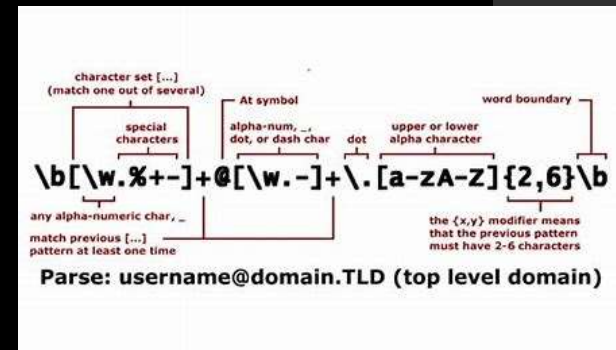 character set [...]
(match one out of several)
At symbol
word boundary
special
characters
alpha-num, _,
dot, or dash char
dot
upper or lower
alpha character
\b[\w.%+-]+@[\w.-]+\.[a-zA-Z]{2,6}\b
any alpha-numeric char, _
match previous [...]
pattern at least one time
the {x,y} modifier means
that the previous pattern
must have 2-6 characters
Parse: username@domain.TLD (top level domain)